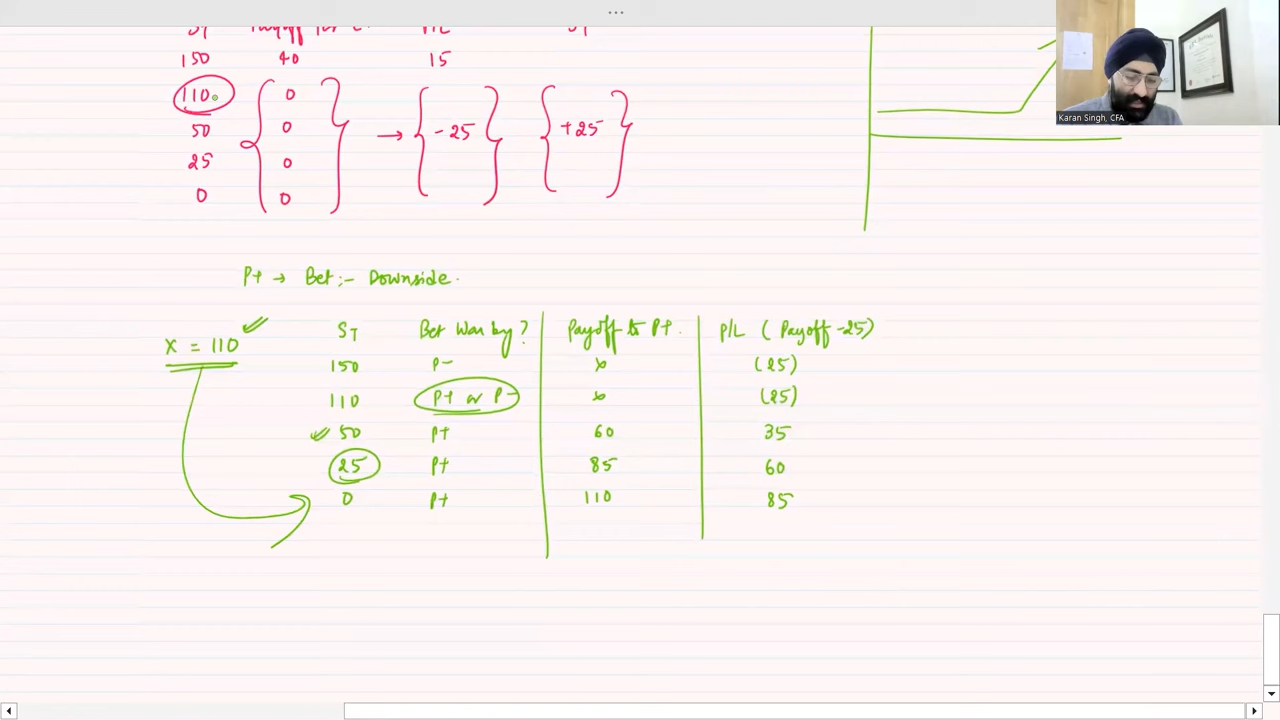 ST P/L ST
150 40 15
110 0
50 0 → -25 +25
25 0
0 0
Karan Singh, CFA
P+ → Bet:- Downside.
x = 110
ST Bet Won by? Payoff to P+. P/L (Payoff -25)
150 P- x (25)
110 P+ or P- x (25)
50 P+ 60 35
25 P+ 85 60
0 P+ 110 85